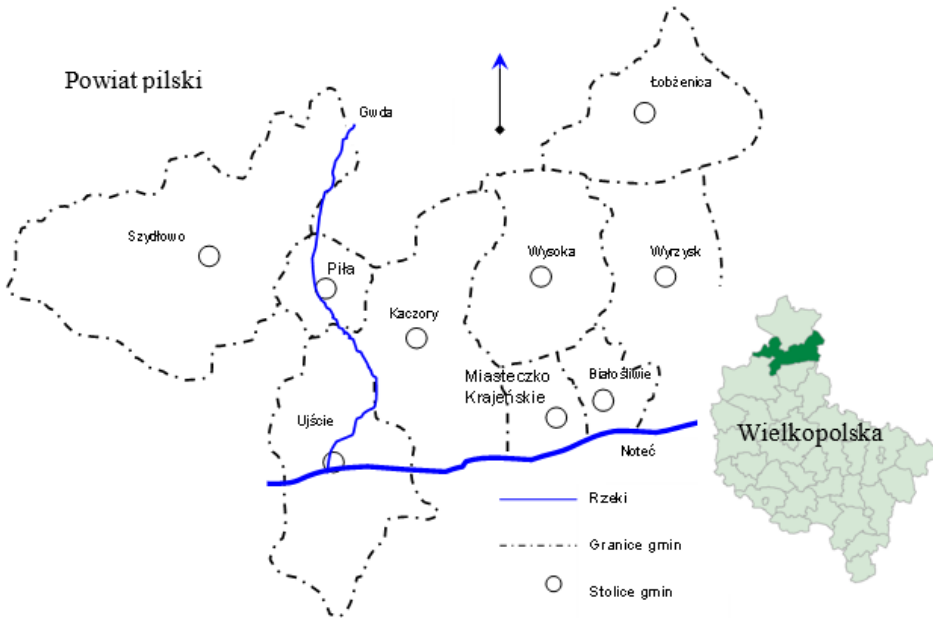 Powiat pilski
Łobżenica
Gwda
Szydłowo
Wysoka
Wyrzysk
Piła
Kaczory
Miasteczko
Krajeńskie
Białośliwie
Ujście
Wielkopolska
Noteć
Rzeki
Granice gmin
Stolice gmin